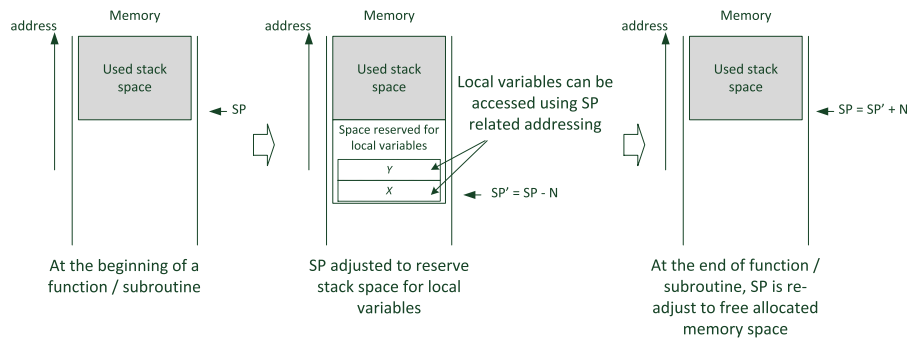 Memory
address
Used stack
space
SP
At the beginning of a
function / subroutine
Memory
address
Used stack
space
Space reserved for
local variables
Y
X
Local variables can be
accessed using SP
related addressing
SP’ = SP - N
SP adjusted to reserve
stack space for local
variables
Memory
address
Used stack
space
SP = SP’ + N
At the end of function /
subroutine, SP is re-
adjust to free allocated
memory space